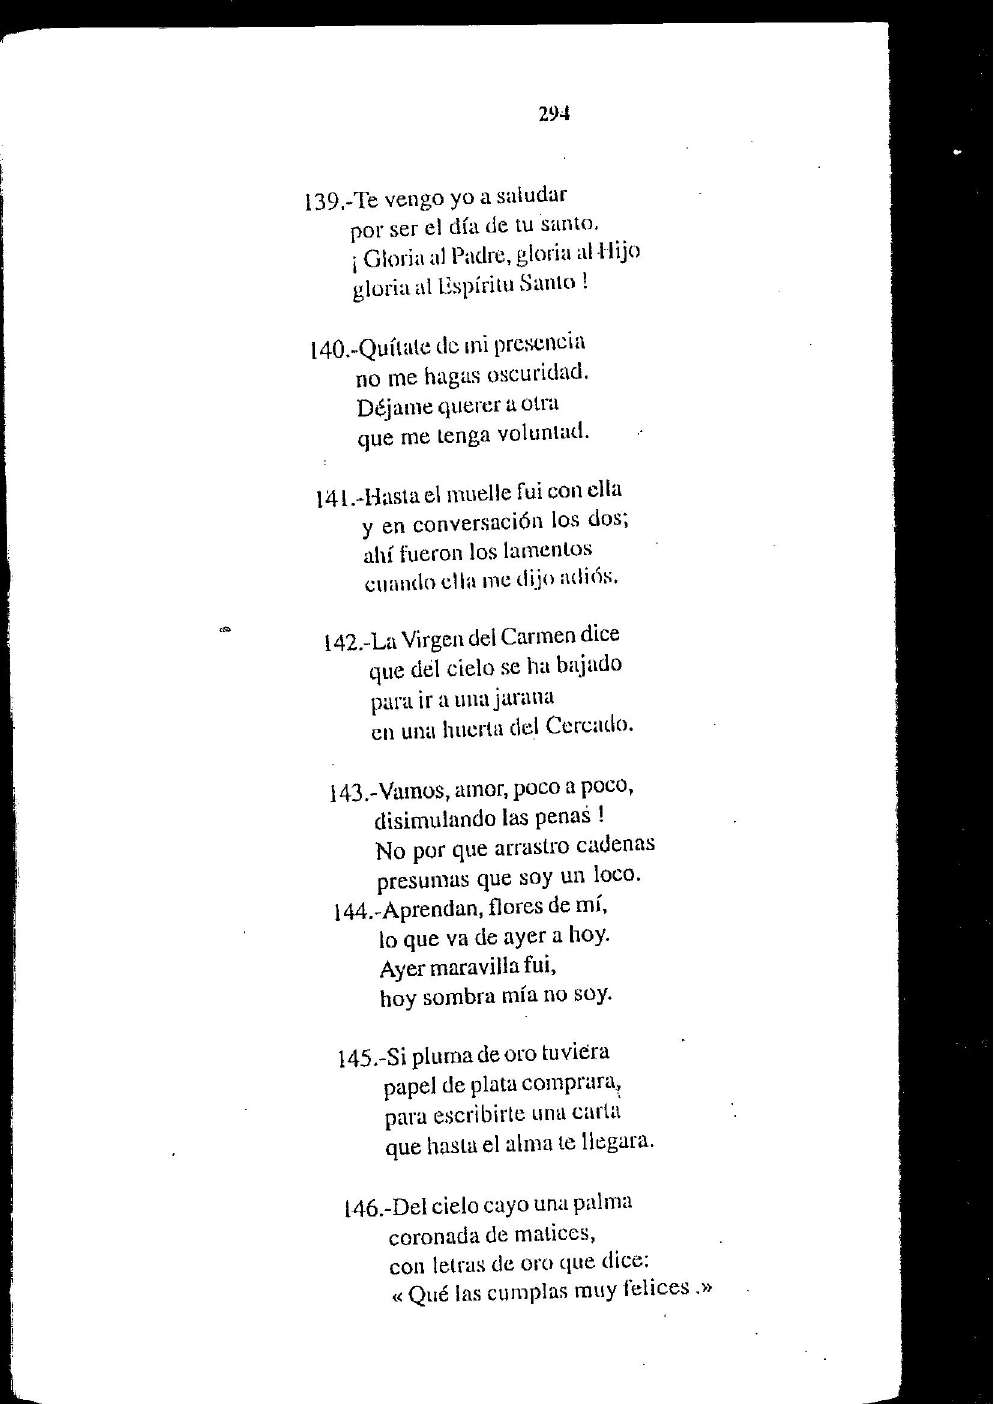 294
139.-Te vengo yo a saludar
por ser el día de tu santo.
¡ Gloria al Padre, gloria al Hijo
gloria al Espíritu Santo !
140.-Quítate de mi presencia
no me hagas oscuridad.
Déjame querer a otra
que me tenga voluntad.
141.-Hasta el muelle fui con ella
y en conversación los dos;
ahí fueron los lamentos
cuando ella me dijo adiós.
142.-La Virgen del Carmen dice
que del cielo se ha bajado
para ir a una jarana
en una huerta del Cercado.
143.-Vamos, amor, poco a poco,
disimulando las penas !
No por que arrastro cadenas
presumas que soy un loco.
144.-Aprendan, flores de mí,
lo que va de ayer a hoy.
Ayer maravilla fui,
hoy sombra mía no soy.
145.-Si pluma de oro tuviera
papel de plata comprara,
para escribirte una carta
que hasta el alma te llegara.
146.-Del cielo cayo una palma
coronada de matices,
con letras de oro que dice:
« Qué las cumplas muy felices .»